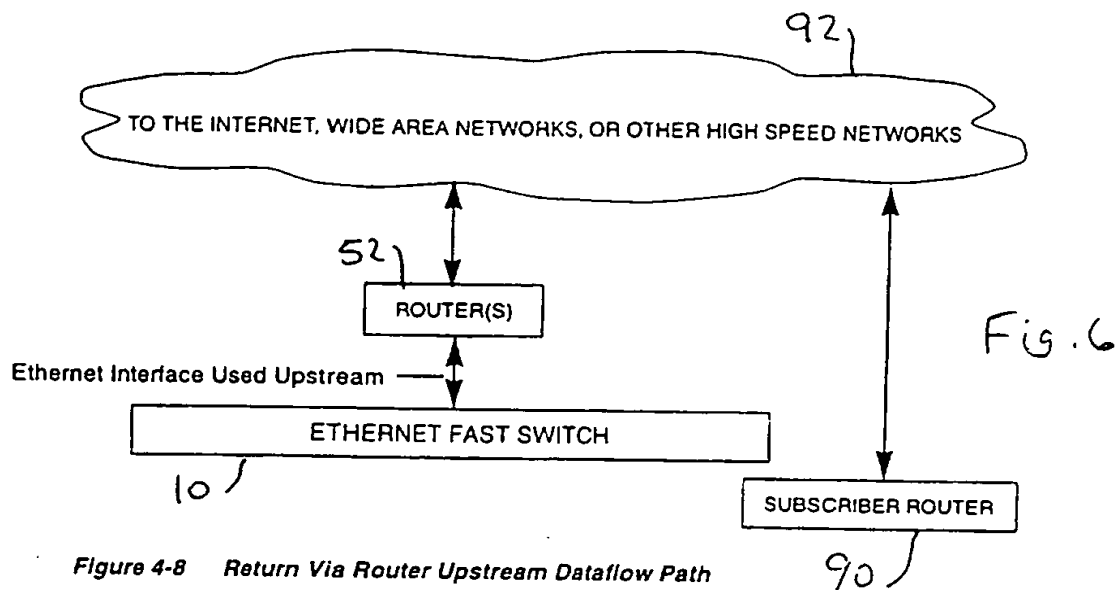 92
TO THE INTERNET, WIDE AREA NETWORKS, OR OTHER HIGH SPEED NETWORKS
52
ROUTER(S)
Fig. 6
Ethernet Interface Used Upstream
ETHERNET FAST SWITCH
10
SUBSCRIBER ROUTER
90
Figure 4-8 Return Via Router Upstream Dataflow Path